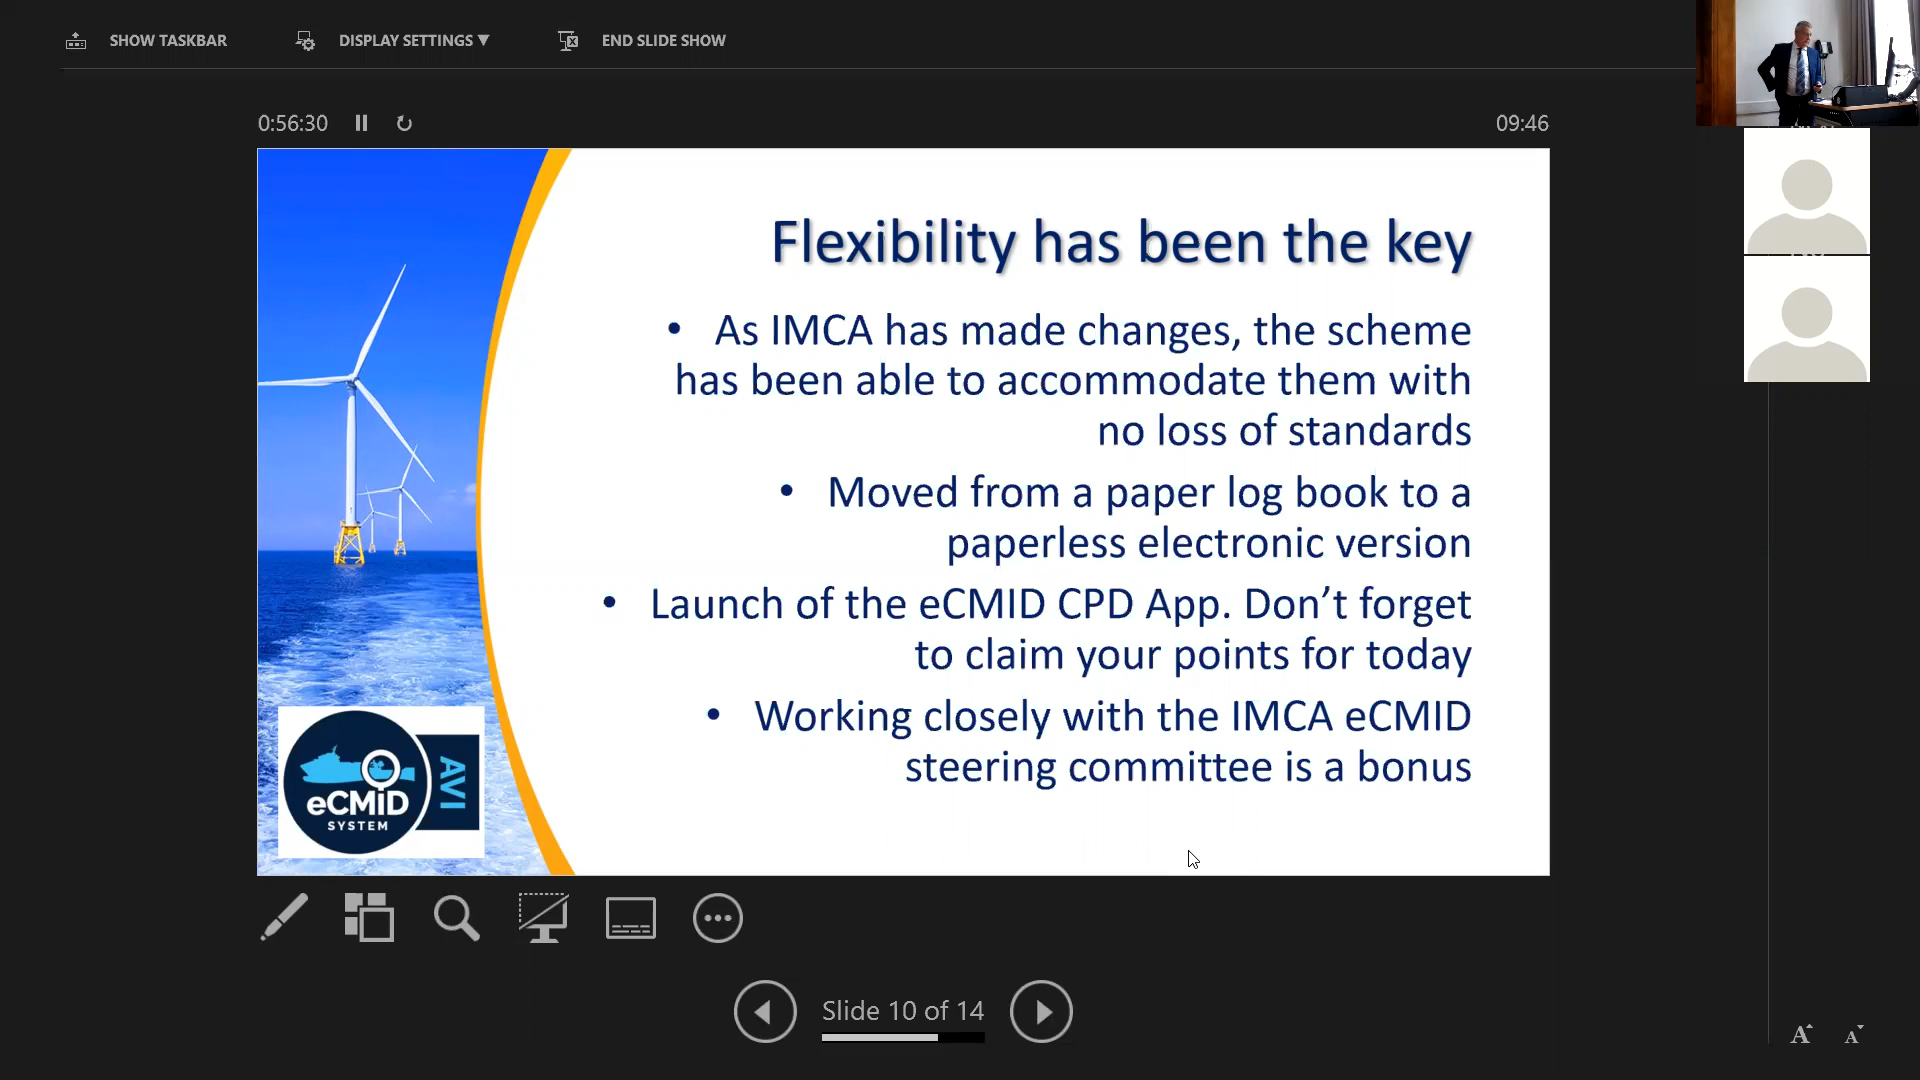 SHOW TASKBAR
DISPLAY SETTINGS ▼
END SLIDE SHOW
0:56:30
09:46
Flexibility has been the key
• As IMCA has made changes, the scheme
has been able to accommodate them with
no loss of standards
• Moved from a paper log book to a
paperless electronic version
• Launch of the eCMID CPD App. Don’t forget
to claim your points for today
• Working closely with the IMCA eCMID
steering committee is a bonus
eCMID
SYSTEM
AVI
Slide 10 of 14
A
A